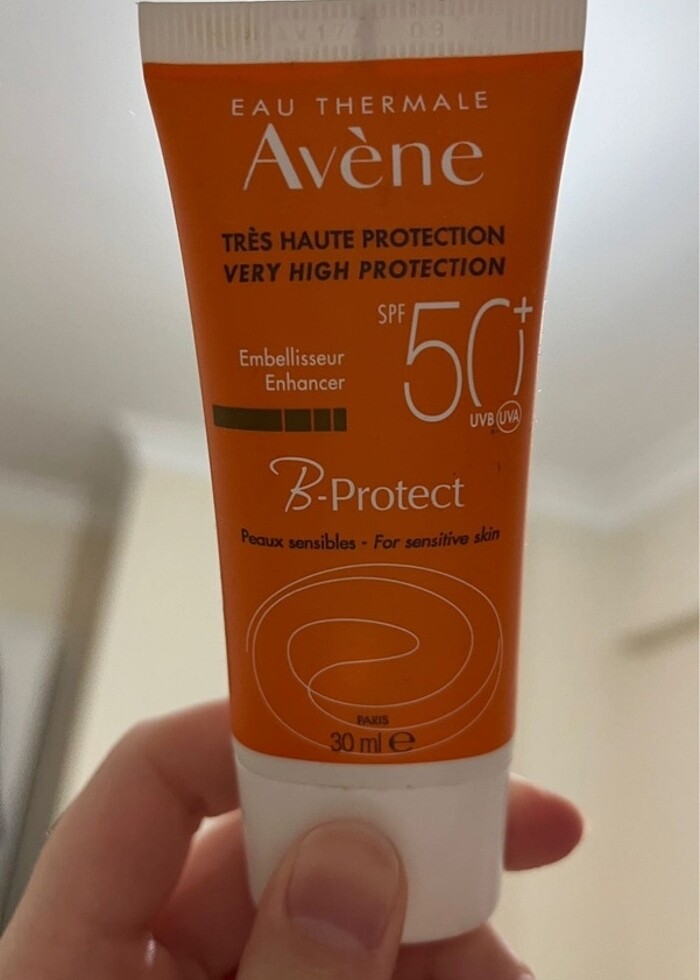 EAU THERMALE
Avène
TRÈS HAUTE PROTECTION
VERY HIGH PROTECTION
SPF 50+
Embellisseur
Enhancer
UVB UVA
B-Protect
Peaux sensibles - For sensitive skin
PARIS
30 ml e